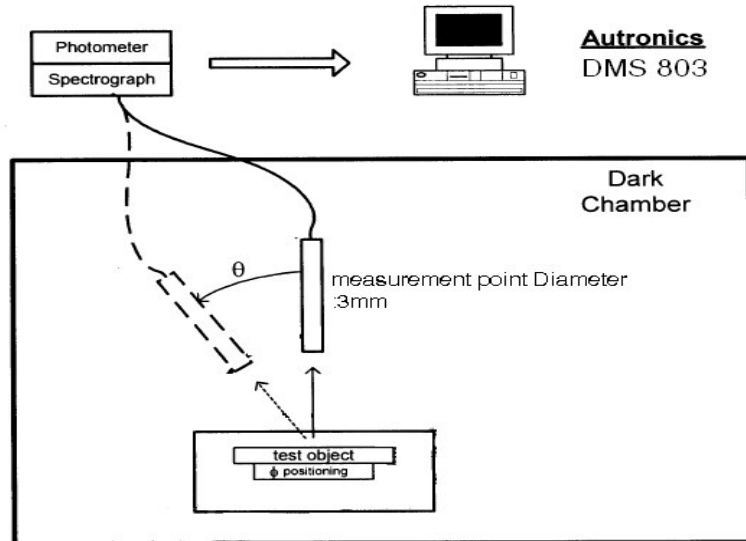 Photometer
Spectrograph
Autronics
DMS 803
Dark
Chamber
θ
measurement point Diameter
:3mm
test object
ϕ positioning